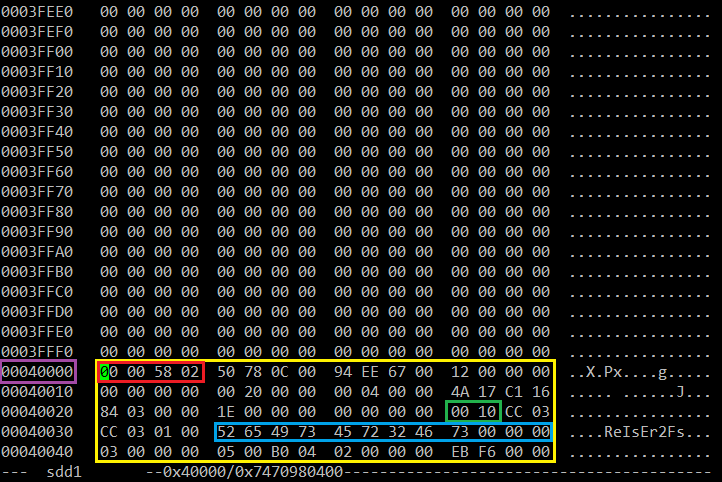 0003FEE0 00 00 00 00 00 00 00 00 00 00 00 00 00 00 00 00 ................
0003FEF0 00 00 00 00 00 00 00 00 00 00 00 00 00 00 00 00 ................
0003FF00 00 00 00 00 00 00 00 00 00 00 00 00 00 00 00 00 ................
0003FF10 00 00 00 00 00 00 00 00 00 00 00 00 00 00 00 00 ................
0003FF20 00 00 00 00 00 00 00 00 00 00 00 00 00 00 00 00 ................
0003FF30 00 00 00 00 00 00 00 00 00 00 00 00 00 00 00 00 ................
0003FF40 00 00 00 00 00 00 00 00 00 00 00 00 00 00 00 00 ................
0003FF50 00 00 00 00 00 00 00 00 00 00 00 00 00 00 00 00 ................
0003FF60 00 00 00 00 00 00 00 00 00 00 00 00 00 00 00 00 ................
0003FF70 00 00 00 00 00 00 00 00 00 00 00 00 00 00 00 00 ................
0003FF80 00 00 00 00 00 00 00 00 00 00 00 00 00 00 00 00 ................
0003FF90 00 00 00 00 00 00 00 00 00 00 00 00 00 00 00 00 ................
0003FFA0 00 00 00 00 00 00 00 00 00 00 00 00 00 00 00 00 ................
0003FFB0 00 00 00 00 00 00 00 00 00 00 00 00 00 00 00 00 ................
0003FFC0 00 00 00 00 00 00 00 00 00 00 00 00 00 00 00 00 ................
0003FFD0 00 00 00 00 00 00 00 00 00 00 00 00 00 00 00 00 ................
0003FFE0 00 00 00 00 00 00 00 00 00 00 00 00 00 00 00 00 ................
0003FFF0 00 00 00 00 00 00 00 00 00 00 00 00 00 00 00 00 ................
00040000 00 00 58 02 50 78 0C 00 94 EE 67 00 12 00 00 00 ..X.Px....g.....
00040010 00 00 00 00 00 20 00 00 00 04 00 00 4A 17 C1 16 ............J...
00040020 84 03 00 00 1E 00 00 00 00 00 00 00 00 10 CC 03 ................
00040030 CC 03 01 00 52 65 49 73 45 72 32 46 73 00 00 00 ....ReIsEr2Fs...
00040040 03 00 00 00 05 00 B0 04 02 00 00 00 EB F6 00 00 ................
--- sdd1 --0x40000/0x7470980400--------------------------------------